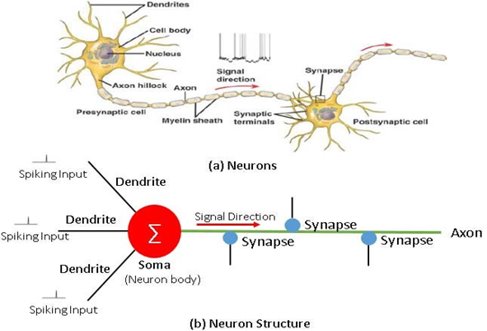 Dendrites
Cell body
Nucleus
Axon hillock
Axon
Signal
direction
Synapse
Presynaptic cell
Myelin sheath
Synaptic
terminals
Postsynaptic cell
(a) Neurons
Spiking Input
Dendrite
Spiking Input
Dendrite
Dendrite
Spiking Input
Σ
Soma
(Neuron body)
Signal Direction
Synapse
Synapse
Synapse
Axon
(b) Neuron Structure